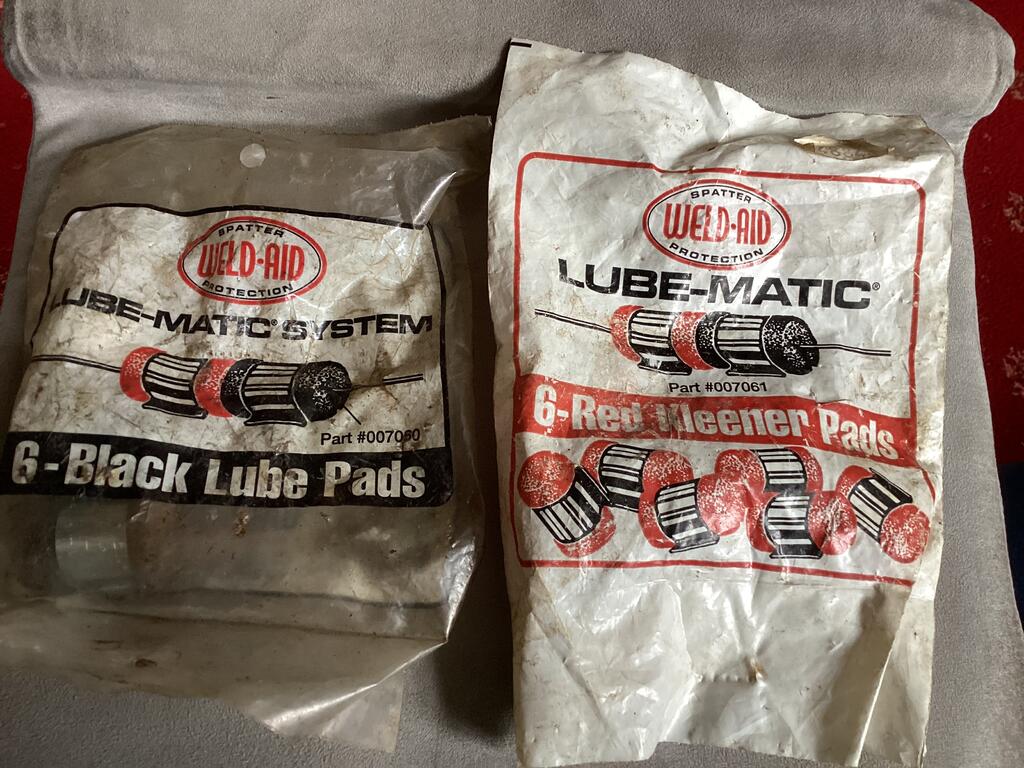 SPATTER
WELD-AID
PROTECTION
LUBE-MATIC® SYSTEM
Part #007060
6-Black Lube Pads
SPATTER
WELD-AID
PROTECTION
LUBE-MATIC®
Part #007061
6-Red Kleener Pads